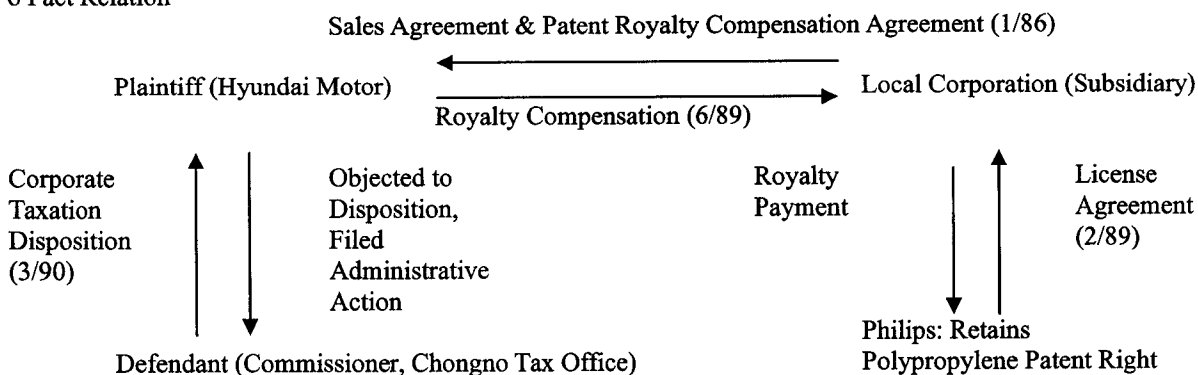 o Fact Relation
Sales Agreement & Patent Royalty Compensation Agreement (1/86)
Plaintiff (Hyundai Motor)
Local Corporation (Subsidiary)
Royalty Compensation (6/89)
Corporate
Taxation
Disposition
(3/90)
Objected to
Disposition,
Filed
Administrative
Action
Royalty
Payment
License
Agreement
(2/89)
Philips: Retains
Polypropylene Patent Right
Defendant (Commissioner, Chongno Tax Office)